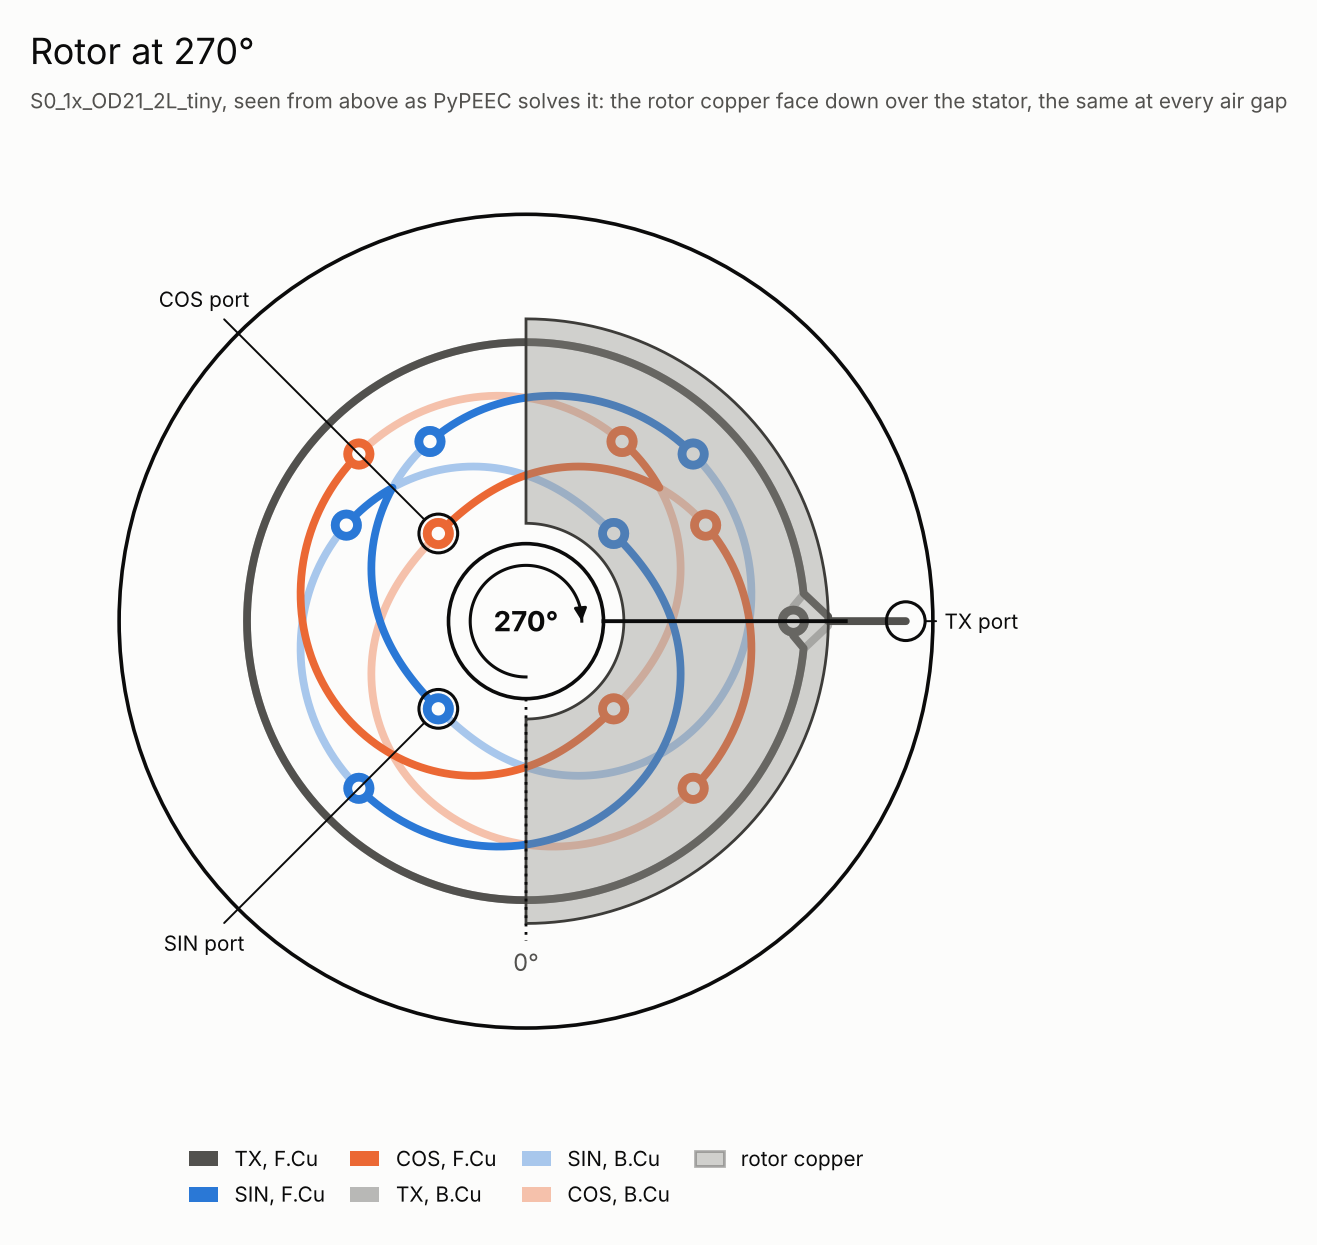 Rotor at 270°
S0_1x_OD21_2L_tiny, seen from above as PyPEEC solves it: the rotor copper face down over the stator, the same at every air gap
COS port
270°
TX port
SIN port
0°
TX, F.Cu
COS, F.Cu
SIN, B.Cu
rotor copper
SIN, F.Cu
TX, B.Cu
COS, B.Cu